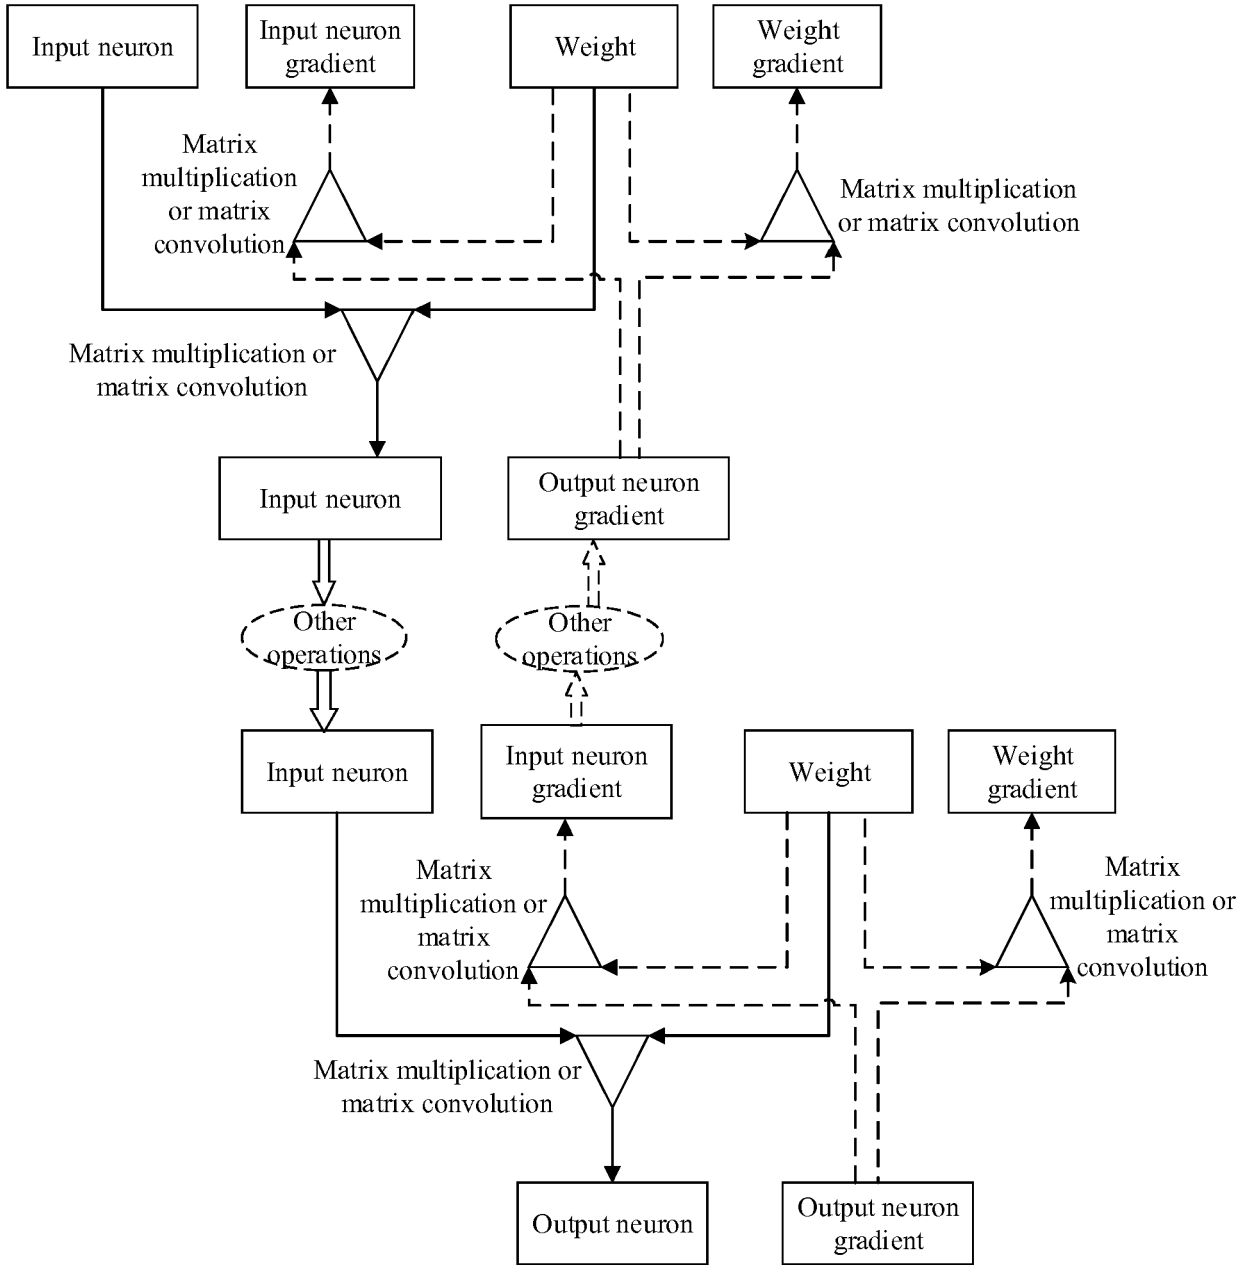 Input neuron
Input neuron
gradient
Weight
Weight
gradient
Matrix
multiplication
or matrix
convolution
Matrix multiplication
or matrix convolution
Matrix multiplication or
matrix convolution
Input neuron
Output neuron
gradient
Other
operations
Other
operations
Input neuron
Input neuron
gradient
Weight
Weight
gradient
Matrix
multiplication or
matrix
convolution
Matrix
multiplication or
matrix
convolution
Matrix multiplication or
matrix convolution
Output neuron
Output neuron
gradient